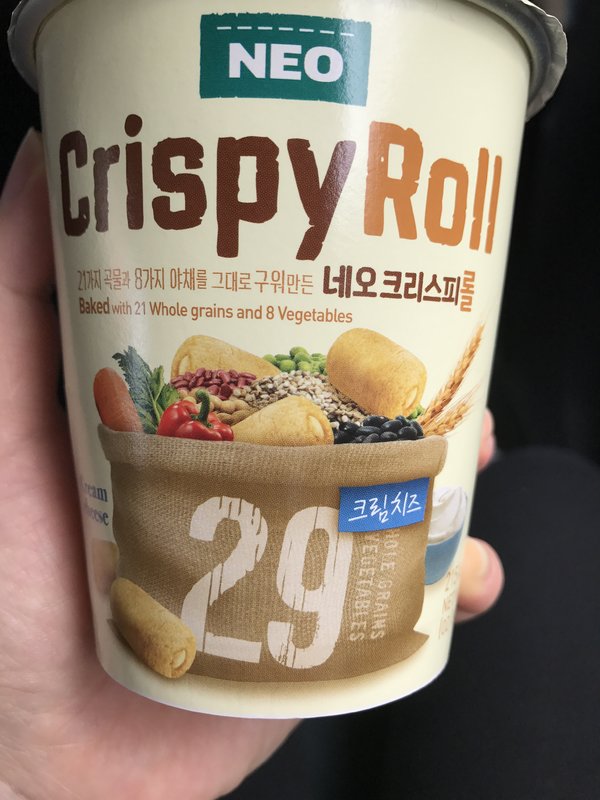 NEO
Crispy Roll
21가지 곡물과 8가지 야채를 그대로 구워만든 네오 크리스피롤
Baked with 21 Whole grains and 8 Vegetables
크림치즈
29
GRAINS
VEGETABLES